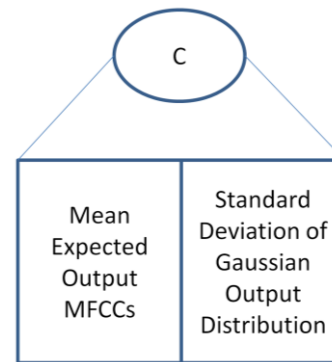 C
Mean
Expected
Output
MFCCs
Standard
Deviation of
Gaussian
Output
Distribution